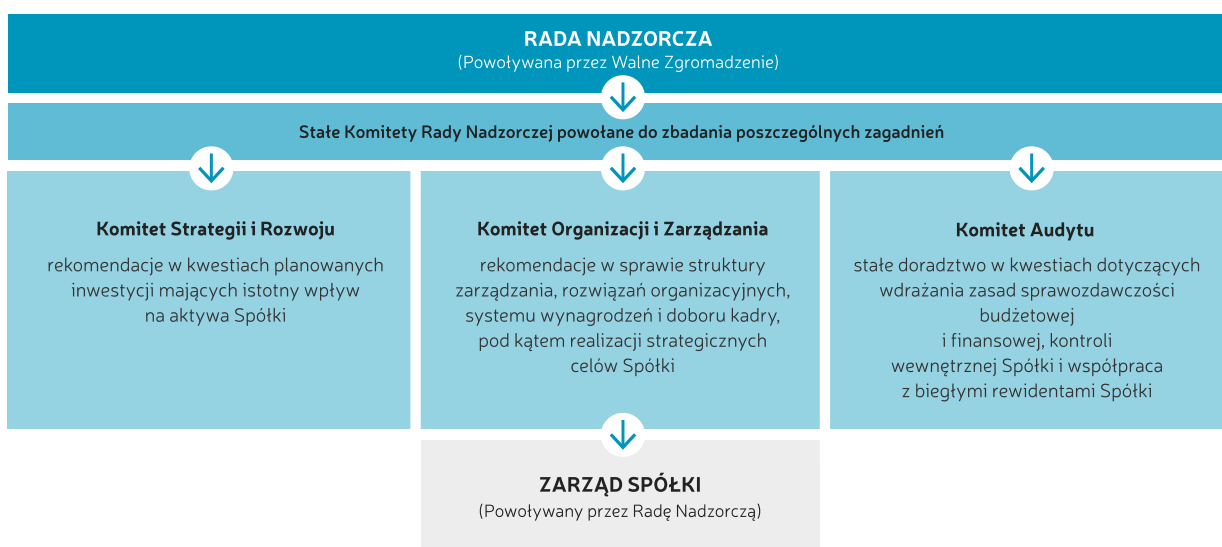 RADA NADZORCZA
(Powoływana przez Walne Zgromadzenie)
Stałe Komitety Rady Nadzorczej powołane do zbadania poszczególnych zagadnień
Komitet Strategii i Rozwoju
rekomendacje w kwestiach planowanych
inwestycji mających istotny wpływ
na aktywa Spółki
Komitet Organizacji i Zarządzania
rekomendacje w sprawie struktury
zarządzania, rozwiązań organizacyjnych,
systemu wynagrodzeń i doboru kadry,
pod kątem realizacji strategicznych
celów Spółki
Komitet Audytu
stałe doradztwo w kwestiach dotyczących
wdrażania zasad sprawozdawczości
budżetowej
i finansowej, kontroli
wewnętrznej Spółki i współpraca
z biegłymi rewidentami Spółki
ZARZĄD SPÓŁKI
(Powoływany przez Radę Nadzorczą)